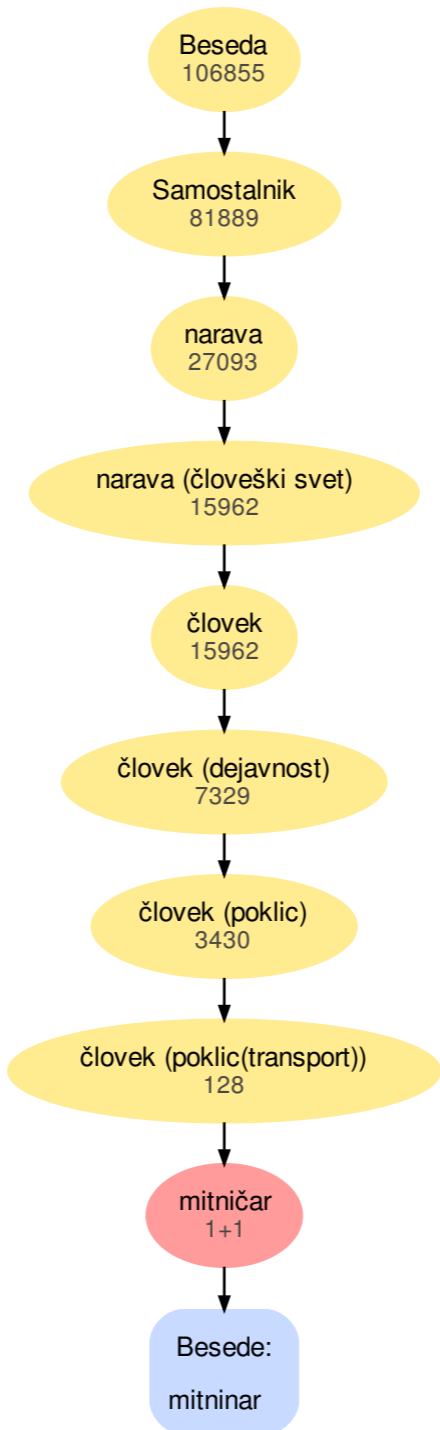 Beseda
106855
Samostalnik
81889
narava
27093
narava (človeški svet)
15962
človek
15962
človek (dejavnost)
7329
človek (poklic)
3430
človek (poklic(transport))
128
mitničar
1+1
Besede:
mitninar